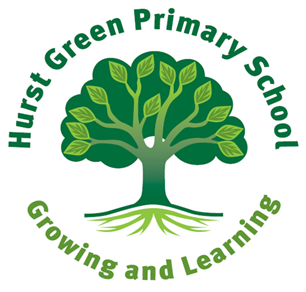 Hurst Green Primary School
Growing and Learning